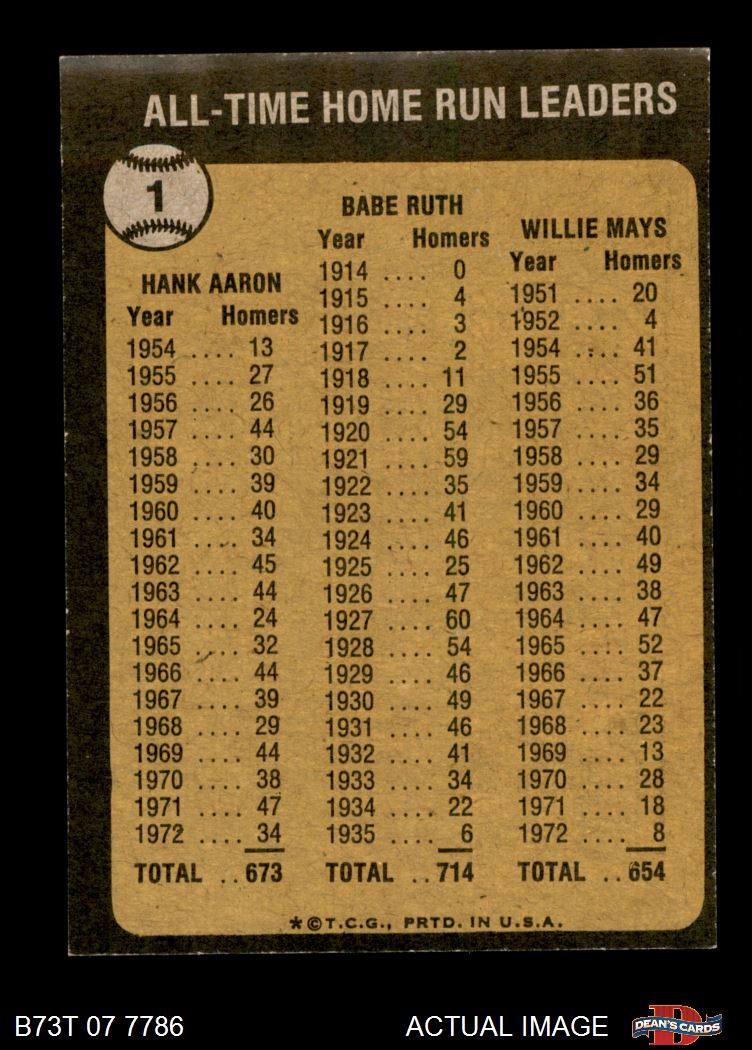 ALL-TIME HOME RUN LEADERS
1
HANK AARON
Year Homers
1954 .... 13
1955 .... 27
1956 .... 26
1957 .... 44
1958 .... 30
1959 .... 39
1960 .... 40
1961 .... 34
1962 .... 45
1963 .... 44
1964 .... 24
1965 .... 32
1966 .... 44
1967 .... 39
1968 .... 29
1969 .... 44
1970 .... 38
1971 .... 47
1972 .... 34
TOTAL .. 673
BABE RUTH
Year Homers
1914 .... 0
1915 .... 4
1916 .... 3
1917 .... 2
1918 .... 11
1919 .... 29
1920 .... 54
1921 .... 59
1922 .... 35
1923 .... 41
1924 .... 46
1925 .... 25
1926 .... 47
1927 .... 60
1928 .... 54
1929 .... 46
1930 .... 49
1931 .... 46
1932 .... 41
1933 .... 34
1934 .... 22
1935 .... 6
TOTAL .. 714
WILLIE MAYS
Year Homers
1951 .... 20
1952 .... 4
1954 .... 41
1955 .... 51
1956 .... 36
1957 .... 35
1958 .... 29
1959 .... 34
1960 .... 29
1961 .... 40
1962 .... 49
1963 .... 38
1964 .... 47
1965 .... 52
1966 .... 37
1967 .... 22
1968 .... 23
1969 .... 13
1970 .... 28
1971 .... 18
1972 .... 8
TOTAL .. 654
*©T.C.G., PRTD. IN U.S.A.
B73T 07 7786 ACTUAL IMAGE
D
DEAN'S CARDS